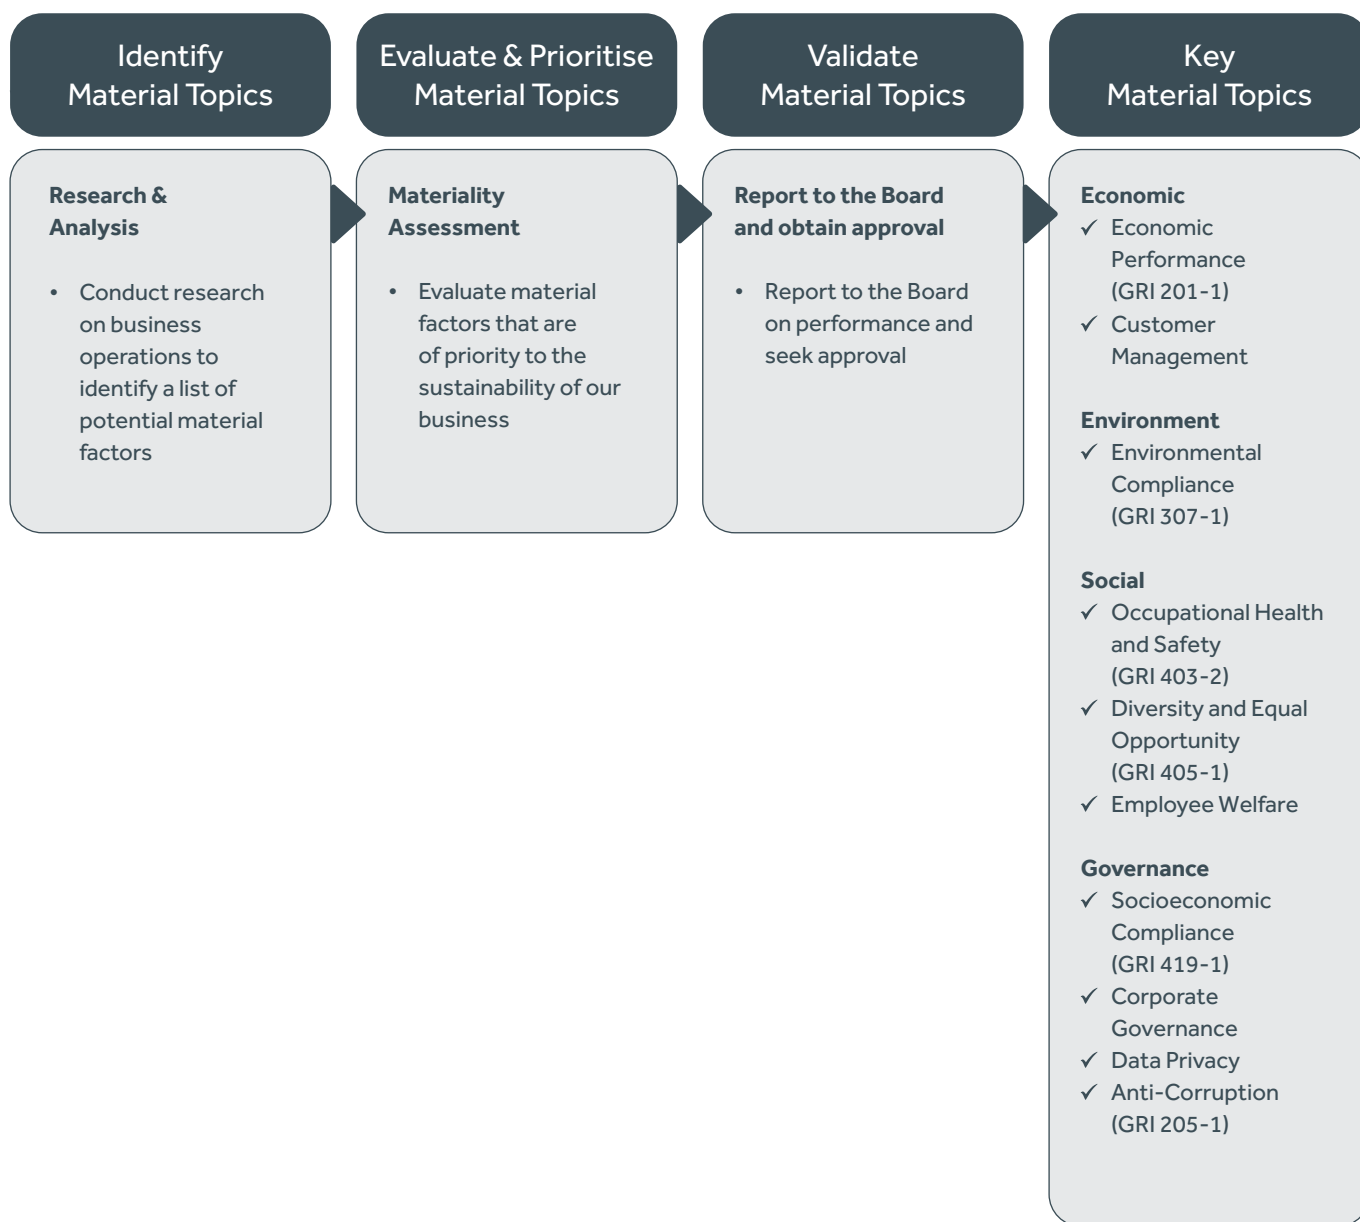 Identify
Material Topics
Evaluate & Prioritise
Material Topics
Validate
Material Topics
Key
Material Topics
Research &
Analysis
• Conduct research
on business
operations to
identify a list of
potential material
factors
Materiality
Assessment
• Evaluate material
factors that are
of priority to the
sustainability of our
business
Report to the Board
and obtain approval
• Report to the Board
on performance and
seek approval
Economic
✓ Economic
Performance
(GRI 201-1)
✓ Customer
Management
Environment
✓ Environmental
Compliance
(GRI 307-1)
Social
✓ Occupational Health
and Safety
(GRI 403-2)
✓ Diversity and Equal
Opportunity
(GRI 405-1)
✓ Employee Welfare
Governance
✓ Socioeconomic
Compliance
(GRI 419-1)
✓ Corporate
Governance
✓ Data Privacy
✓ Anti-Corruption
(GRI 205-1)